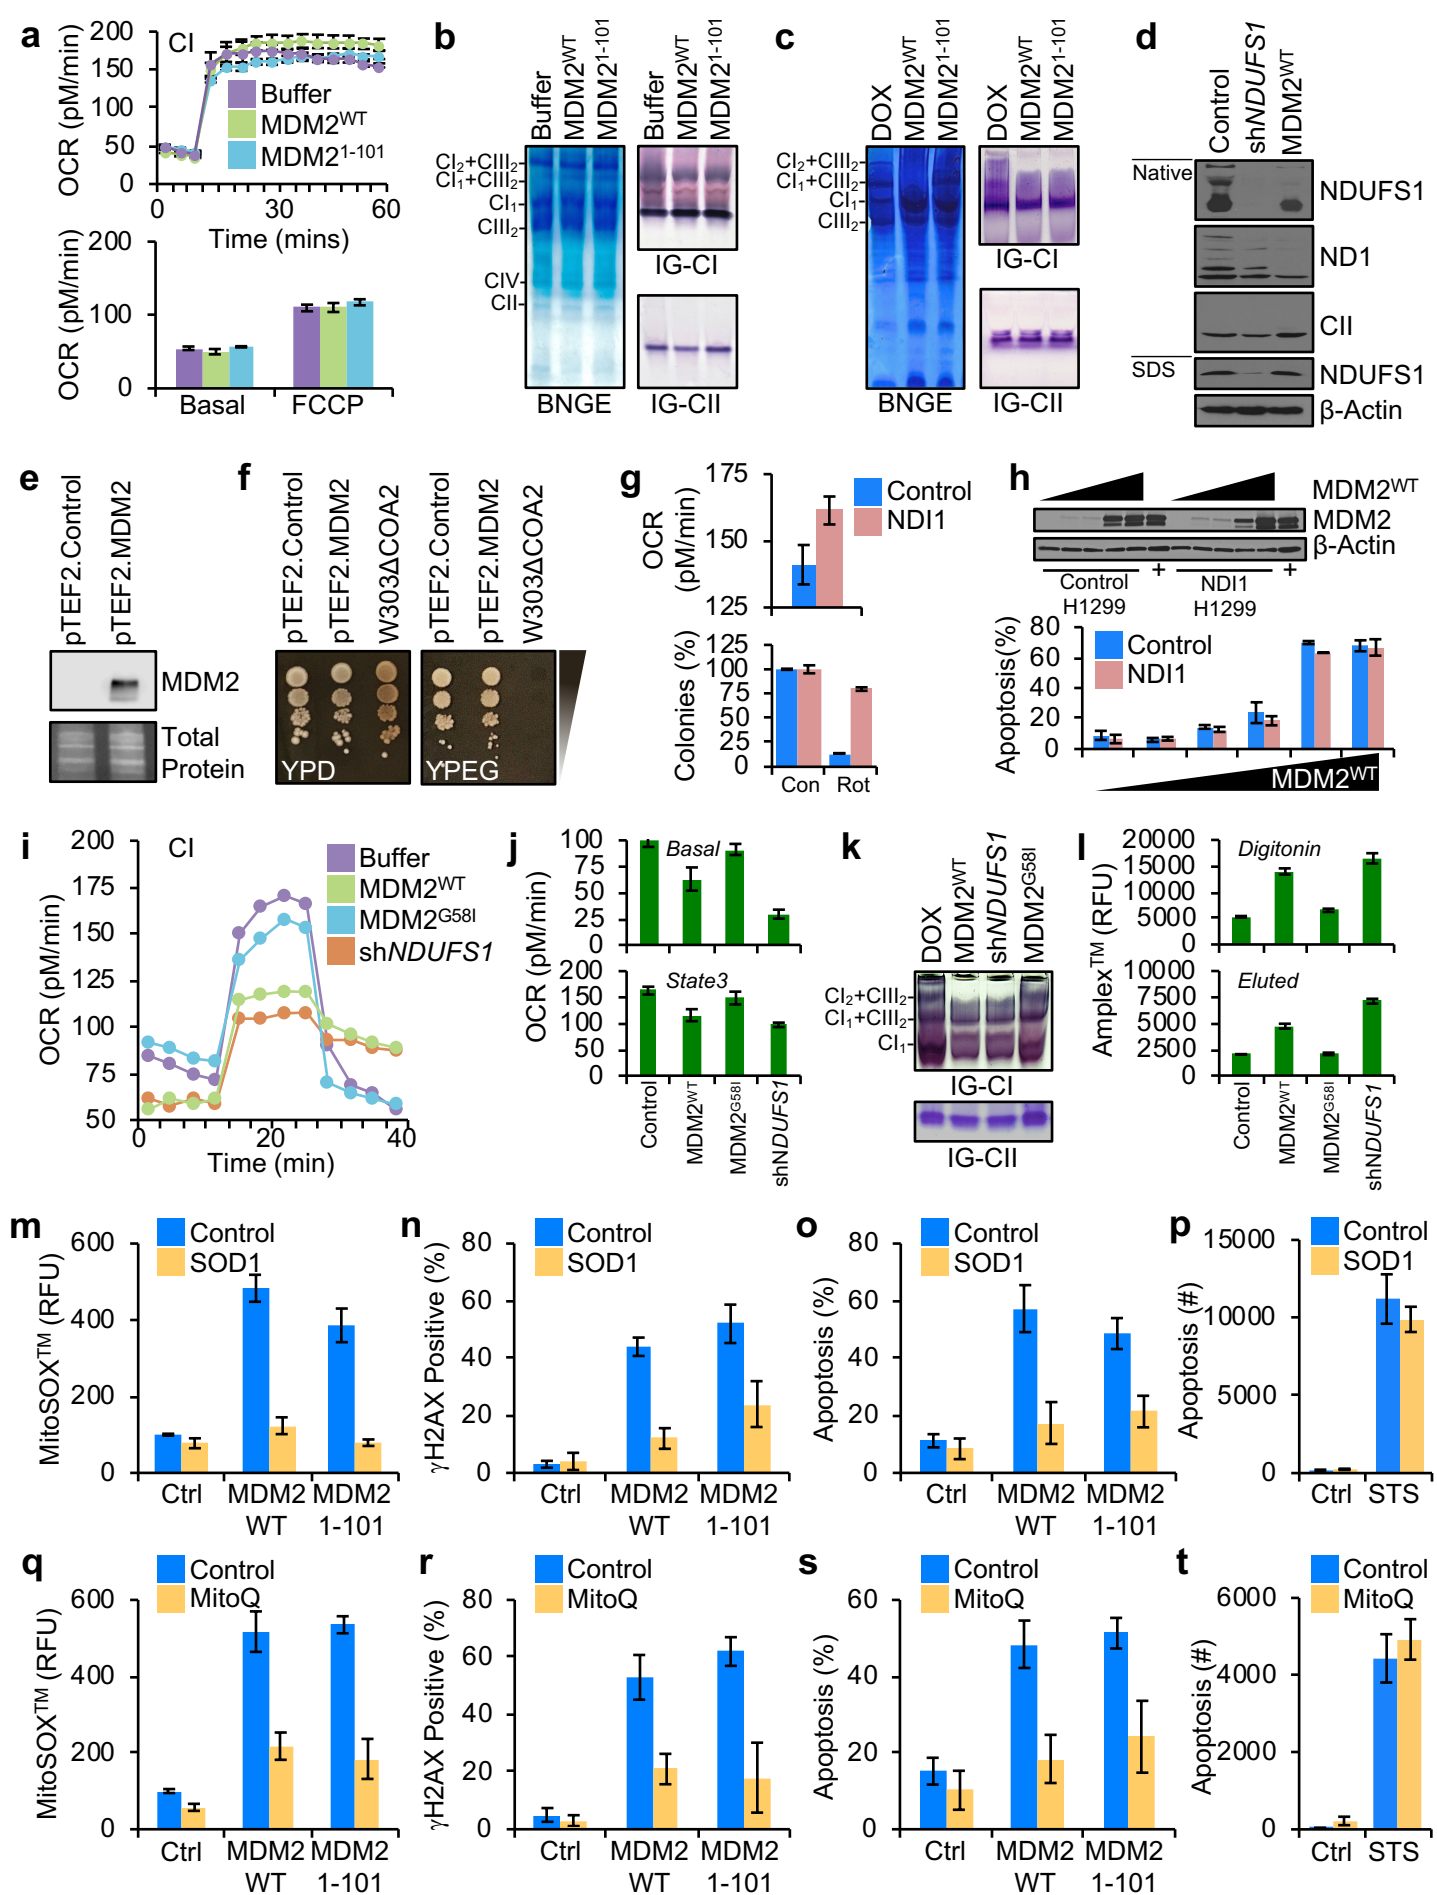 a
CI
OCR (pM/min)
200
150
100
50
0
Buffer
MDM2WT
MDM21-101
0
30
60
Time (mins)
OCR (pM/min)
200
100
0
Basal
FCCP
b
Buffer
MDM2WT
MDM21-101
Buffer
MDM2WT
MDM21-101
CI2+CIII2
CI1+CIII2
CI1
CIII2
CIV
CII
BNGE
IG-CI
IG-CII
c
DOX
MDM2WT
MDM21-101
DOX
MDM2WT
MDM21-101
CI2+CIII2
CI1+CIII2
CI1
CIII2
BNGE
IG-CI
IG-CII
d
Control
shNDUFS1
MDM2WT
Native
NDUFS1
ND1
CII
SDS
NDUFS1
β-Actin
e
pTEF2.Control
pTEF2.MDM2
MDM2
Total
Protein
f
pTEF2.Control
pTEF2.MDM2
W303ΔCOA2
pTEF2.Control
pTEF2.MDM2
W303ΔCOA2
YPD
YPEG
g
OCR
(pM/min)
175
150
125
Control
NDI1
Colonies (%)
125
100
75
50
25
0
Con
Rot
h
MDM2WT
MDM2
β-Actin
Control
H1299
+
NDI1
H1299
+
Apoptosis(%)
80
60
40
20
0
Control
NDI1
MDM2WT
i
CI
OCR (pM/min)
200
175
150
125
100
75
50
Buffer
MDM2WT
MDM2G58I
shNDUFS1
0
20
40
Time (min)
j
OCR (pM/min)
100
75
50
25
0
Basal
200
150
100
50
0
State3
Control
MDM2WT
MDM2G58I
shNDUFS1
k
DOX
MDM2WT
shNDUFS1
MDM2G58I
CI2+CIII2
CI1+CIII2
CI1
IG-CI
IG-CII
l
AmplexTM (RFU)
20000
15000
10000
5000
0
Digitonin
10000
7500
5000
2500
0
Eluted
Control
MDM2WT
MDM2G58I
shNDUFS1
m
MitoSOXTM (RFU)
600
400
200
0
Control
SOD1
Ctrl
MDM2
WT
MDM2
1-101
n
γH2AX Positive (%)
80
60
40
20
0
Control
SOD1
Ctrl
MDM2
WT
MDM2
1-101
o
Apoptosis (%)
80
60
40
20
0
Control
SOD1
Ctrl
MDM2
WT
MDM2
1-101
p
Apoptosis (#)
15000
10000
5000
0
Control
SOD1
Ctrl
STS
q
MitoSOXTM (RFU)
600
400
200
0
Control
MitoQ
Ctrl
MDM2
WT
MDM2
1-101
r
γH2AX Positive (%)
80
60
40
20
0
Control
MitoQ
Ctrl
MDM2
WT
MDM2
1-101
s
Apoptosis (%)
60
40
20
0
Control
MitoQ
Ctrl
MDM2
WT
MDM2
1-101
t
Apoptosis (#)
6000
4000
2000
0
Control
MitoQ
Ctrl
STS